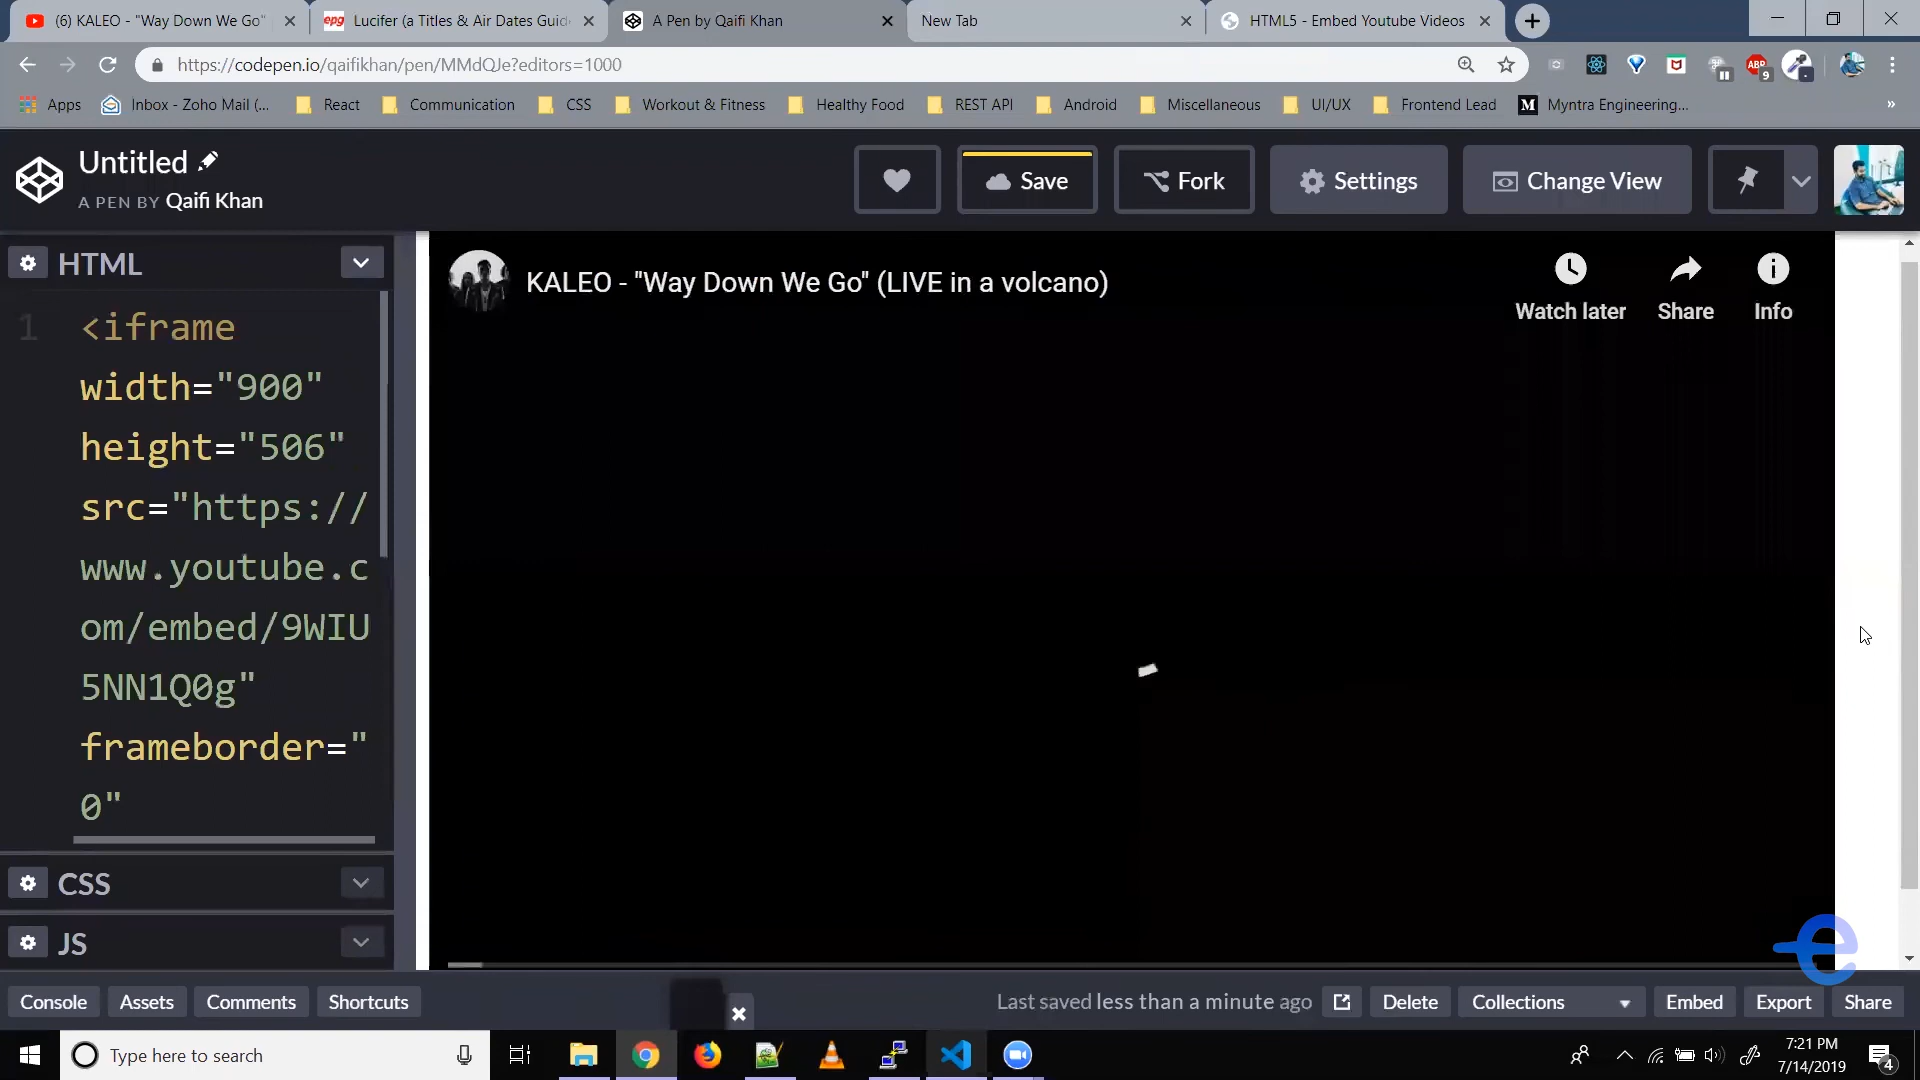 (6) KALEO - "Way Down We Go"
epg Lucifer (a Titles & Air Dates Guid
A Pen by Qaifi Khan
New Tab
HTML5 - Embed Youtube Videos
https://codepen.io/qaifikhan/pen/MMdQJe?editors=1000
ABP
9
Apps
Inbox - Zoho Mail (...
React
Communication
CSS
Workout & Fitness
Healthy Food
REST API
Android
Miscellaneous
UI/UX
Frontend Lead
M Myntra Engineering...
»
Untitled
A PEN BY Qaifi Khan
Save
Fork
Settings
Change View
HTML
1 <iframe
width="900"
height="506"
src="https://
www.youtube.c
om/embed/9WIU
5NN1Q0g"
frameborder="
0"
CSS
JS
KALEO - "Way Down We Go" (LIVE in a volcano)
Watch later
Share
Info
e
Console
Assets
Comments
Shortcuts
Last saved less than a minute ago
Delete
Collections
Embed
Export
Share
Type here to search
7:21 PM
7/14/2019
4